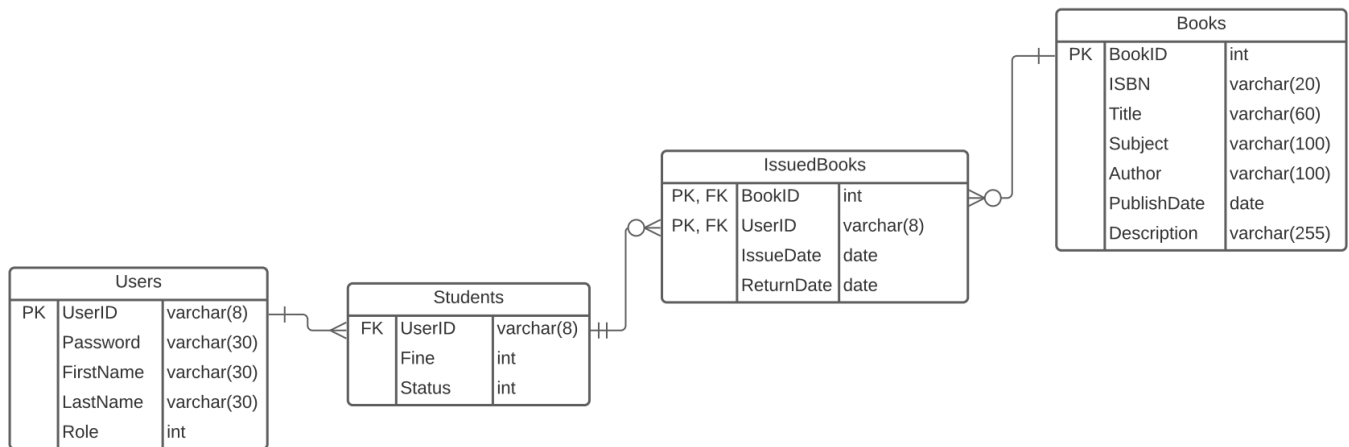 Books
PK BookID int
ISBN varchar(20)
Title varchar(60)
Subject varchar(100)
Author varchar(100)
PublishDate date
Description varchar(255)
IssuedBooks
PK, FK BookID int
PK, FK UserID varchar(8)
IssueDate date
ReturnDate date
Users
PK UserID varchar(8)
Password varchar(30)
FirstName varchar(30)
LastName varchar(30)
Role int
Students
FK UserID varchar(8)
Fine int
Status int